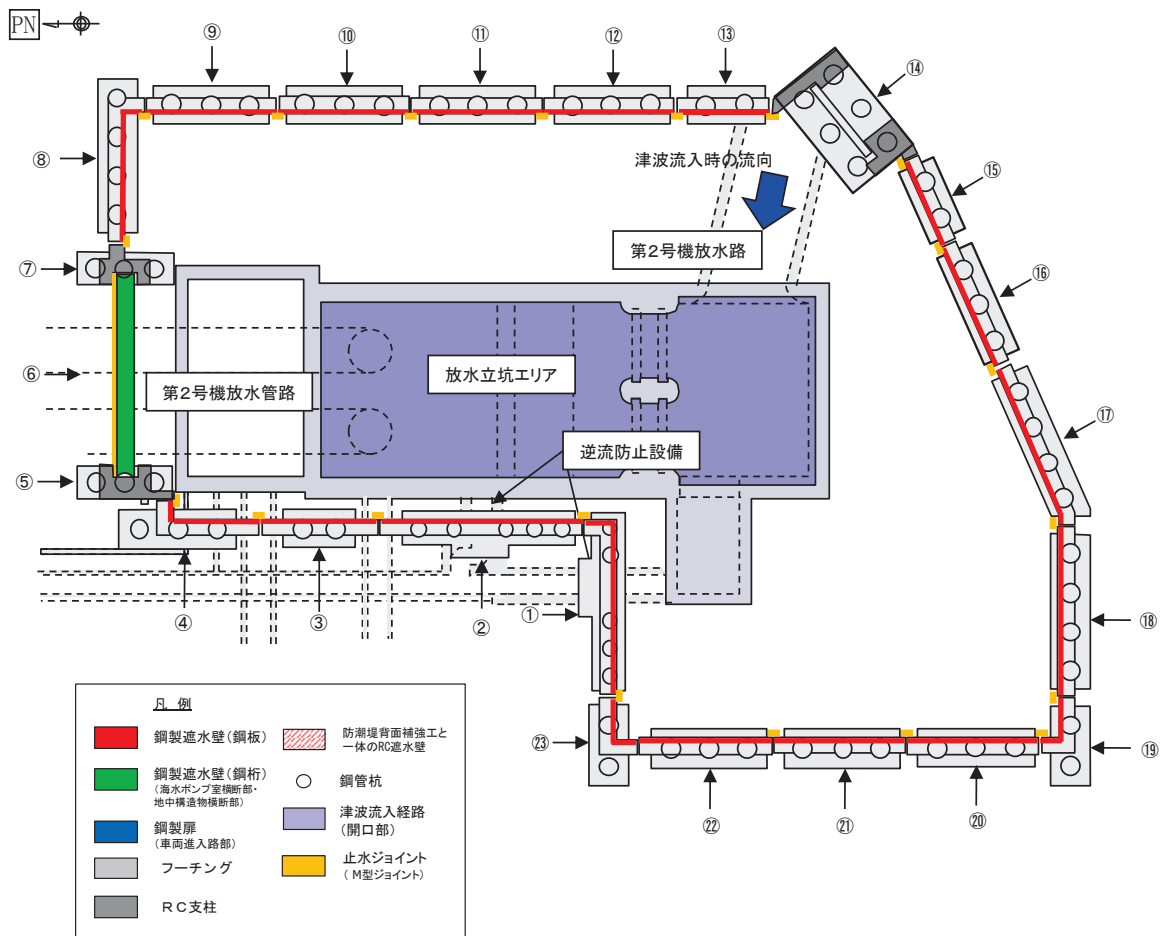 PN
⑨
⑩
⑪
⑫
⑬
⑭
⑧
津波流入時の流向
⑮
第2号機放水路
⑦
⑯
⑥
放水立坑エリア
第2号機放水管路
⑰
逆流防止設備
⑤
④
③
②
①
⑱
凡 例
鋼製遮水壁(鋼板)
防潮堤背面補強工と
一体のRC遮水壁
㉓
⑲
鋼製遮水壁(鋼桁)
(海水ポンプ室横断部・
地中構造物横断部)
鋼管杭
㉒
㉑
⑳
鋼製扉
(車両進入路部)
津波流入経路
(開口部)
フーチング
止水ジョイント
( M型ジョイント)
RC支柱